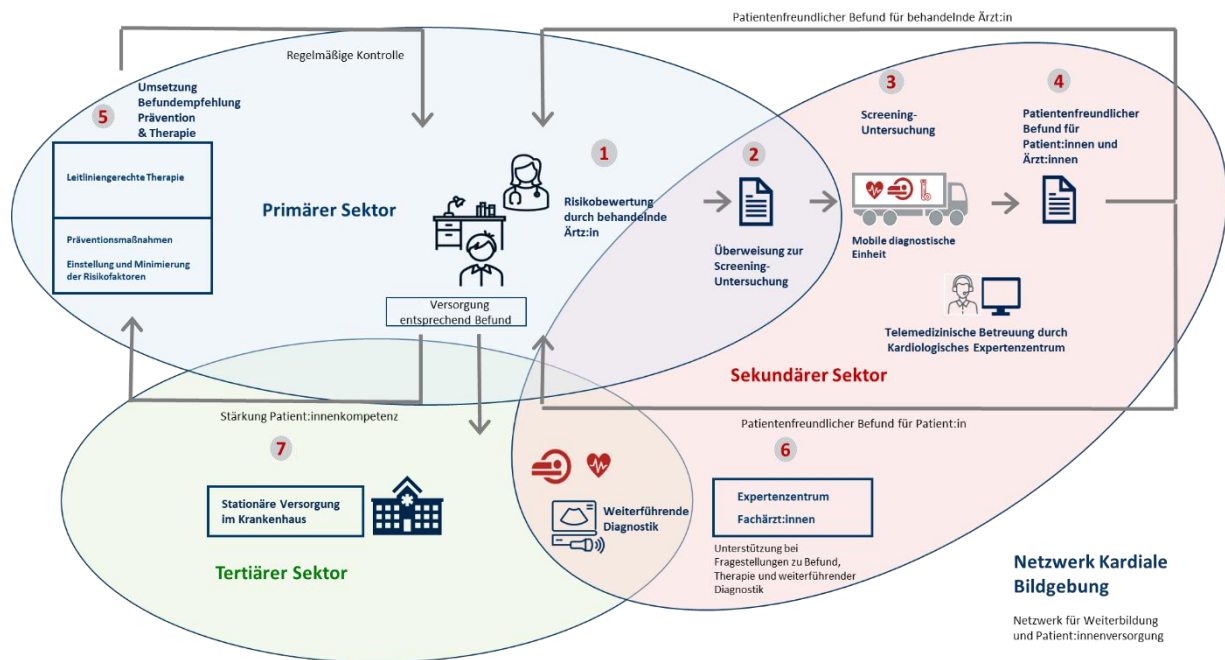 Patientenfreundlicher Befund für behandelnde Ärzt:in
Regelmäßige Kontrolle
5
Umsetzung
Befundempfehlung
Prävention
& Therapie
Leitliniengerechte Therapie
Präventionsmaßnahmen
Einstellung und Minimierung
der Risikofaktoren
Primärer Sektor
1
Risikobewertung
durch behandelnde
Ärtz:in
Versorgung
entsprechend Befund
2
Überweisung zur
Screening-
Untersuchung
3
Screening-
Untersuchung
Mobile diagnostische
Einheit
4
Patientenfreundlicher
Befund für
Patient:innen und
Ärzt:innen
Telemedizinische Betreuung durch
Kardiologisches Expertenzentrum
Sekundärer Sektor
Stärkung Patient:innenkompetenz
Patientenfreundlicher Befund für Patient:in
7
Stationäre Versorgung
im Krankenhaus
Tertiärer Sektor
Weiterführende
Diagnostik
6
Expertenzentrum
Fachärzt:innen
Unterstützung bei
Fragestellungen zu Befund,
Therapie und weiterführender
Diagnostik
Netzwerk Kardiale
Bildgebung
Netzwerk für Weiterbildung
und Patient:innenversorgung